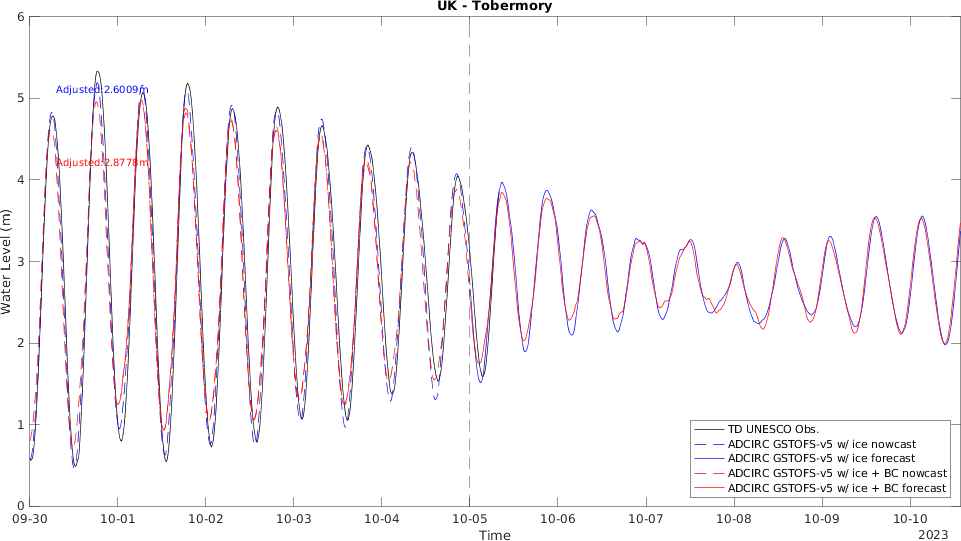 UK - Tobermory
6
5
4
3
2
1
0
Water Level (m)
Adjusted:2.6009m
Adjusted:2.8778m
TD UNESCO Obs.
ADCIRC GSTOFS-v5 w/ ice nowcast
ADCIRC GSTOFS-v5 w/ ice forecast
ADCIRC GSTOFS-v5 w/ ice + BC nowcast
ADCIRC GSTOFS-v5 w/ ice + BC forecast
09-30 10-01 10-02 10-03 10-04 10-05 10-06 10-07 10-08 10-09 10-10
Time
2023